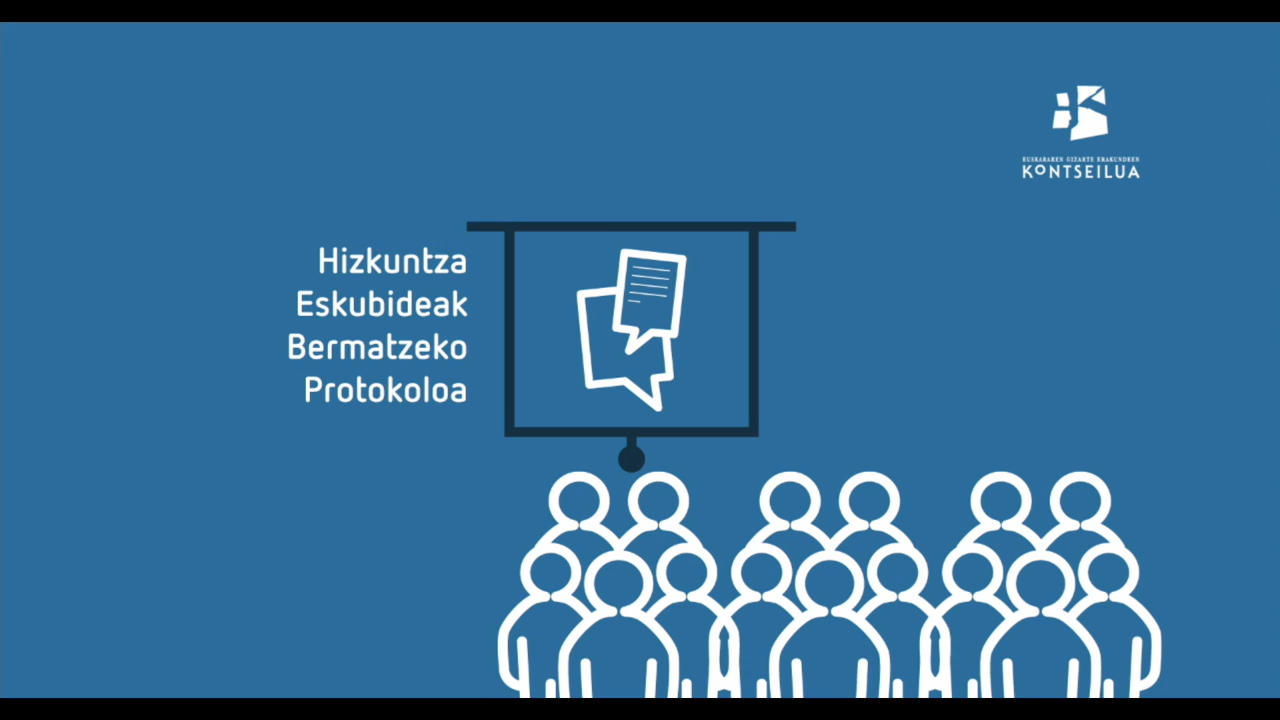 EUSKARAREN GIZARTE ERAKUNDEEN
KONTSEILUA
Hizkuntza
Eskubideak
Bermatzeko
Protokoloa